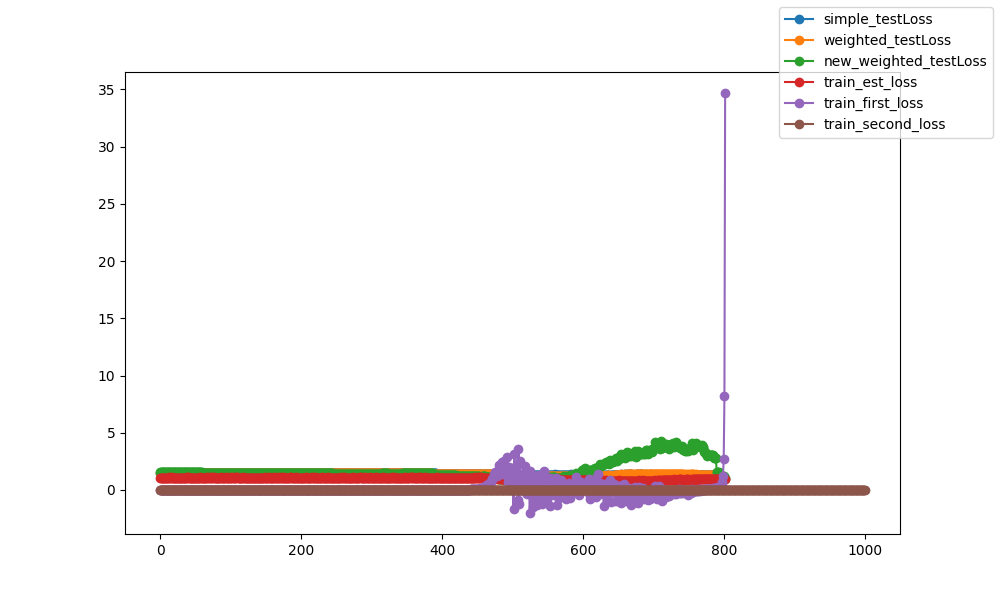 simple_testLoss
weighted_testLoss
new_weighted_testLoss
train_est_loss
train_first_loss
train_second_loss
35
30
25
20
15
10
5
0
0 200 400 600 800 1000